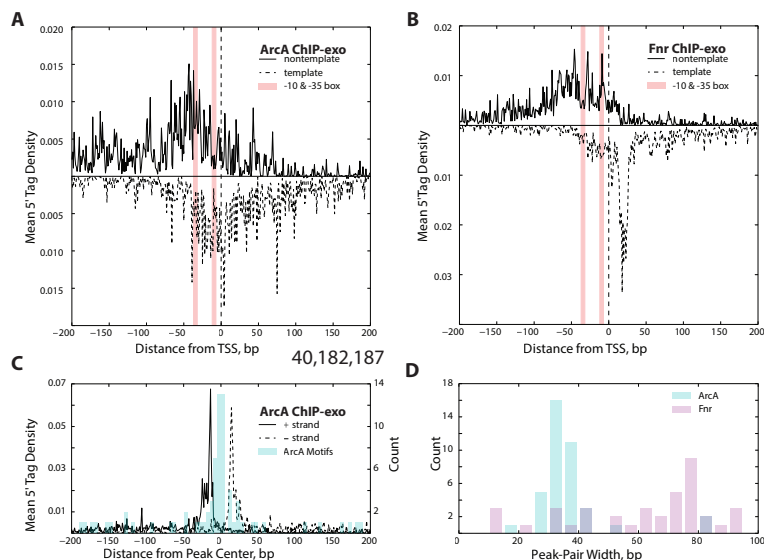 A
ArcA ChIP-exo
nontemplate
template
-10 & -35 box
Mean 5' Tag Density
0.020
0.015
0.010
0.005
0.005
0.010
0.015
−200 −150 −100 −50 0 50 100 150 200
Distance from TSS, bp
B
Fnr ChIP-exo
nontemplate
template
-10 & -35 box
Mean 5' Tag Density
0.02
0.01
0.01
0.02
0.03
−200 −150 −100 −50 0 50 100 150 200
Distance from TSS, bp
40,182,187
C
ArcA ChIP-exo
+ strand
− strand
ArcA Motifs
Mean 5' Tag Density
0.07
0.05
0.03
0.01
Count
14
10
6
2
−200 −150 −100 −50 0 50 100 150 200
Distance from Peak Center, bp
D
ArcA
Fnr
Count
18
14
10
6
2
0 20 40 60 80 100
Peak-Pair Width, bp